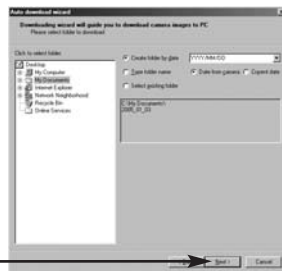 Auto download wizard
Downloading wizard will guide you to download camera images to PC
Please select folder to download.
Click to select folder.
Desktop
My Computer
My Documents
Internet Explorer
Network Neighborhood
Recycle Bin
Online Services
Create folder by date
YYYY/MM/DD
Type folder name
Date from camera
Current date
Select existing folder
C:\My Documents\
Next >
Cancel